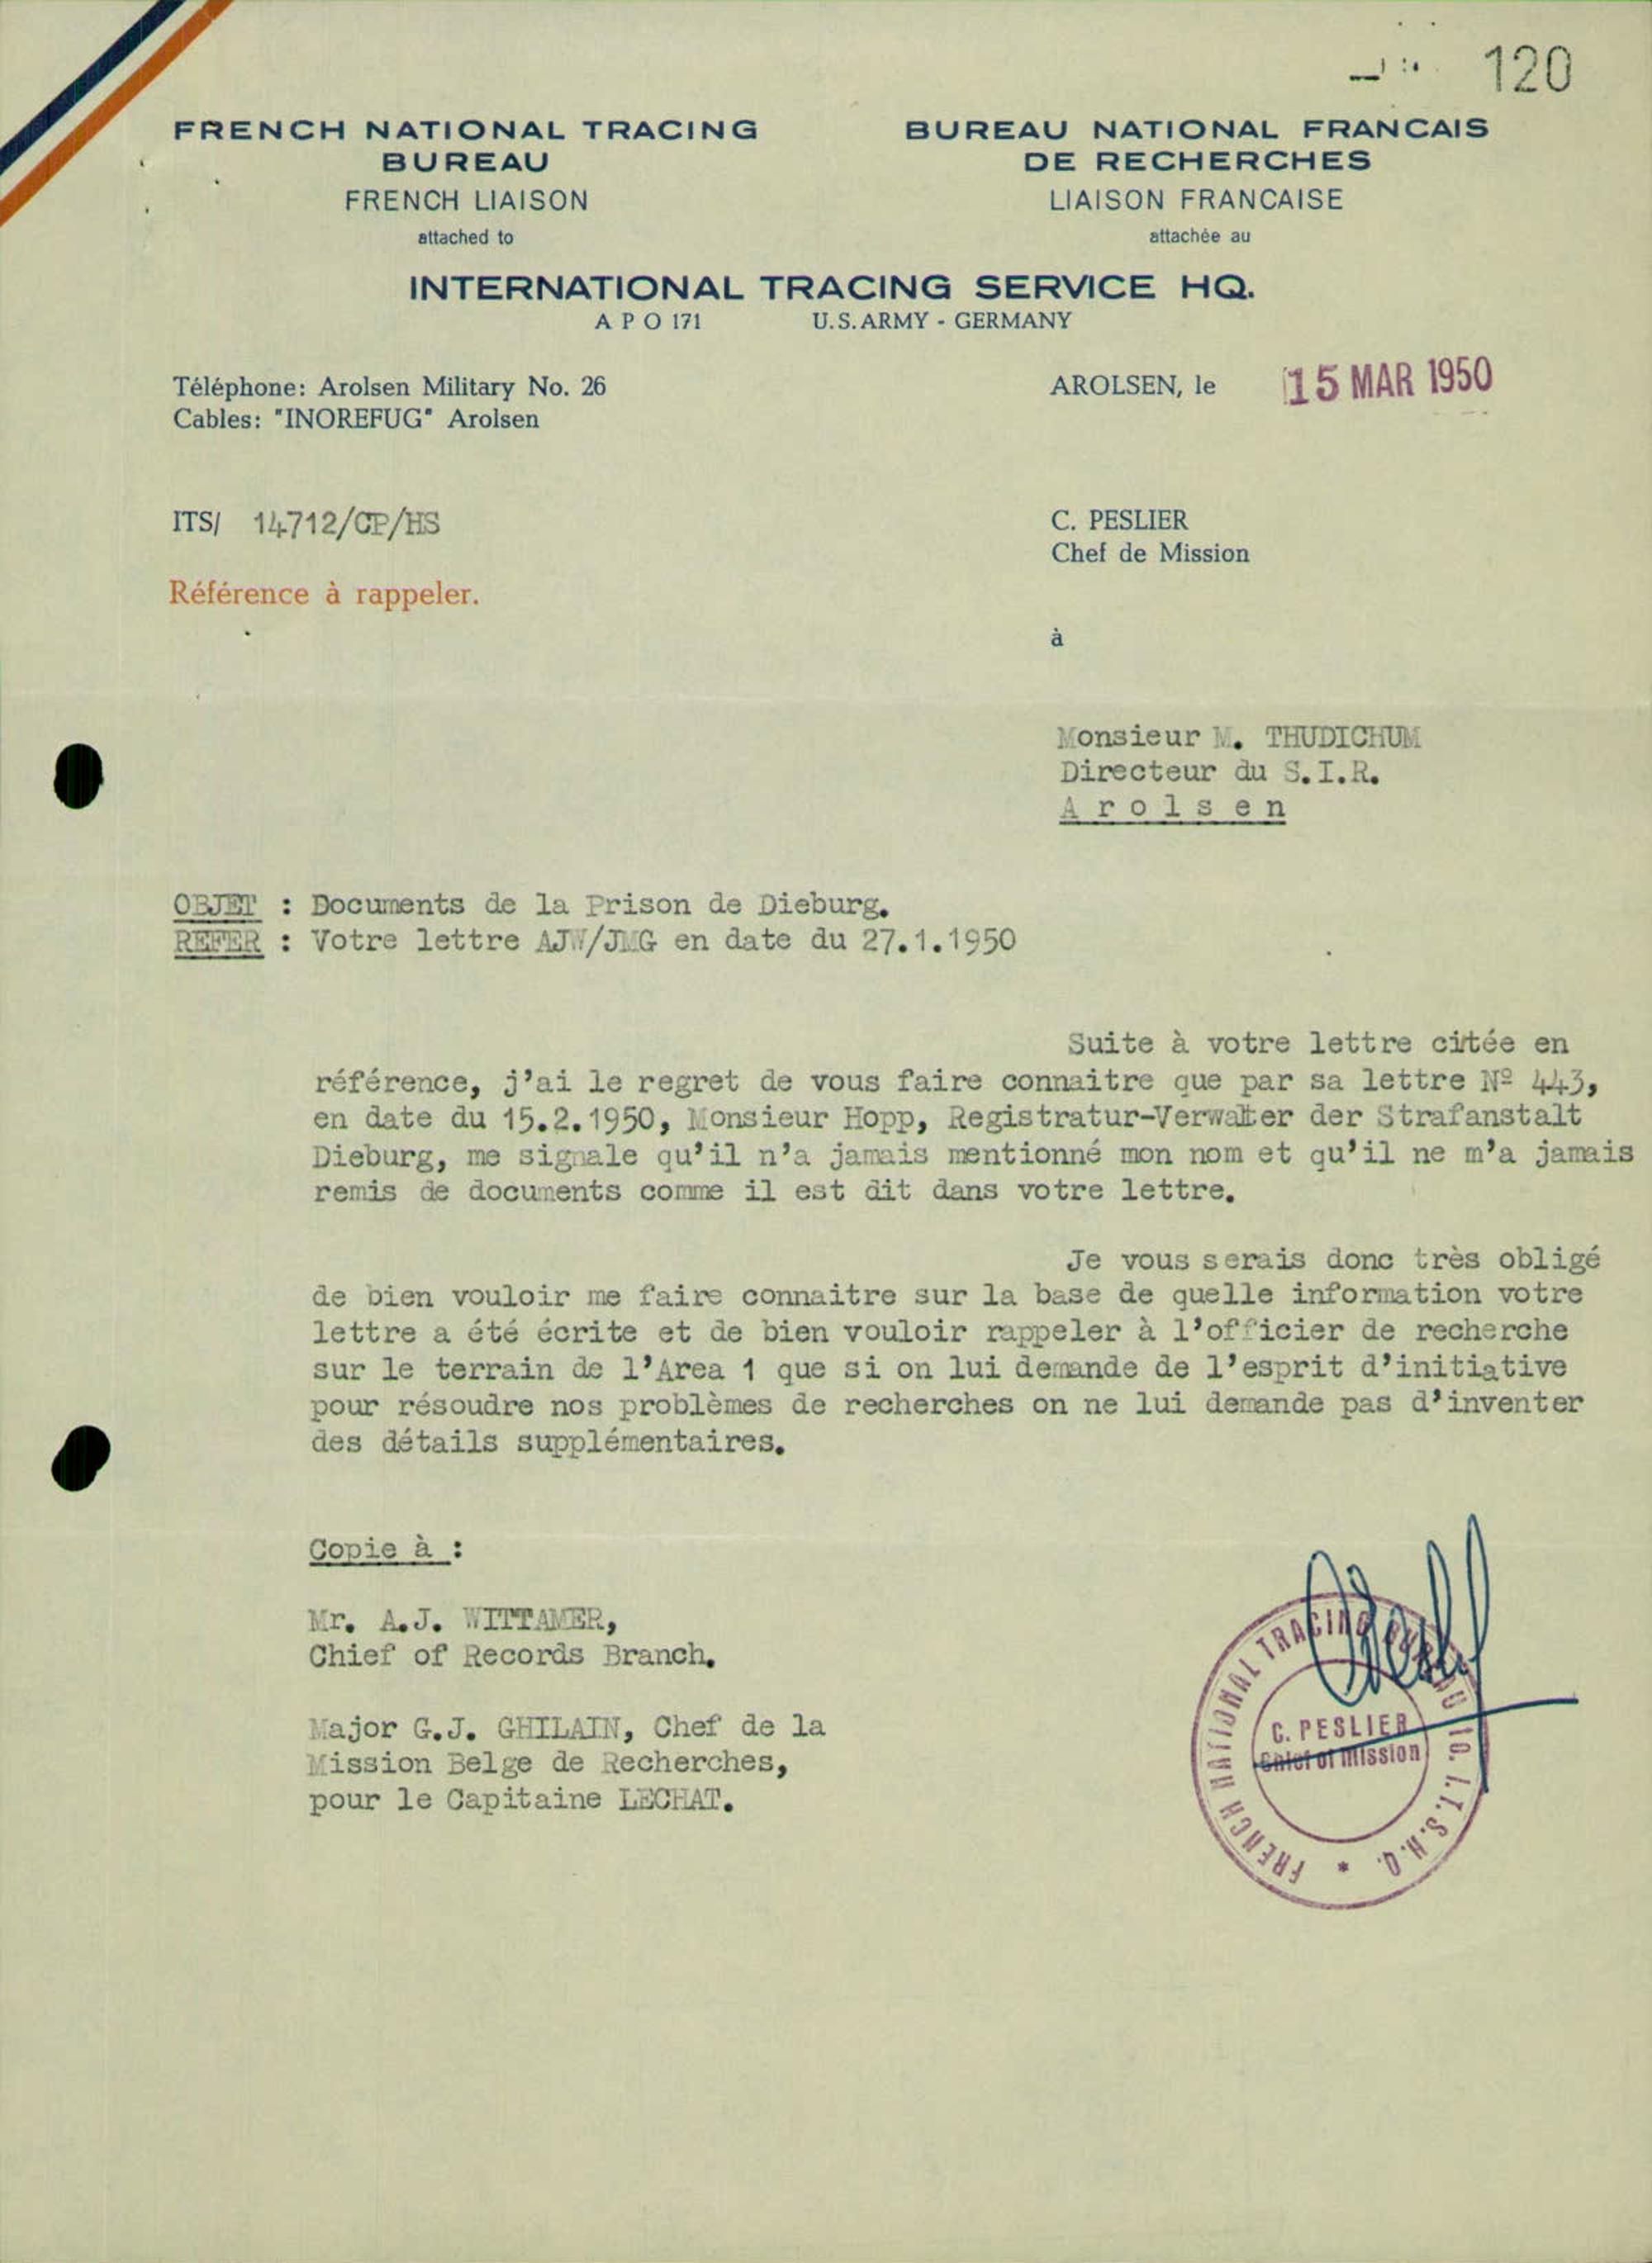 120
FRENCH NATIONAL TRACING
BUREAU
FRENCH LIAISON
attached to
BUREAU NATIONAL FRANCAIS
DE RECHERCHES
LIAISON FRANCAISE
attachée au
INTERNATIONAL TRACING SERVICE HQ.
A P O 171 U.S. ARMY - GERMANY
Téléphone: Arolsen Military No. 26
Cables: "INOREFUG" Arolsen
AROLSEN, le 15 MAR 1950
ITS/ 14712/CP/HS
Référence à rappeler.
C. PESLIER
Chef de Mission
à
Monsieur M. THUDICHUM
Directeur du S.I.R.
Arolsen
OBJET : Documents de la Prison de Dieburg.
REFER : Votre lettre AJW/JMG en date du 27.1.1950
Suite à votre lettre citée en
référence, j'ai le regret de vous faire connaitre que par sa lettre Nº 443,
en date du 15.2.1950, Monsieur Hopp, Registratur-Verwalter der Strafanstalt
Dieburg, me signale qu'il n'a jamais mentionné mon nom et qu'il ne m'a jamais
remis de documents comme il est dit dans votre lettre.
Je vous serais donc très obligé
de bien vouloir me faire connaitre sur la base de quelle information votre
lettre a été écrite et de bien vouloir rappeler à l'officier de recherche
sur le terrain de l'Area 1 que si on lui demande de l'esprit d'initiative
pour résoudre nos problèmes de recherches on ne lui demande pas d'inventer
des détails supplémentaires.
Copie à :
Mr. A.J. WITTAMER,
Chief of Records Branch.
Major G.J. GHILAIN, Chef de la
Mission Belge de Recherches,
pour le Capitaine LECHAT.
FRENCH NATIONAL TRACING BUREAU I.T.S.H.Q. *
C. PESLIER
Chief of mission